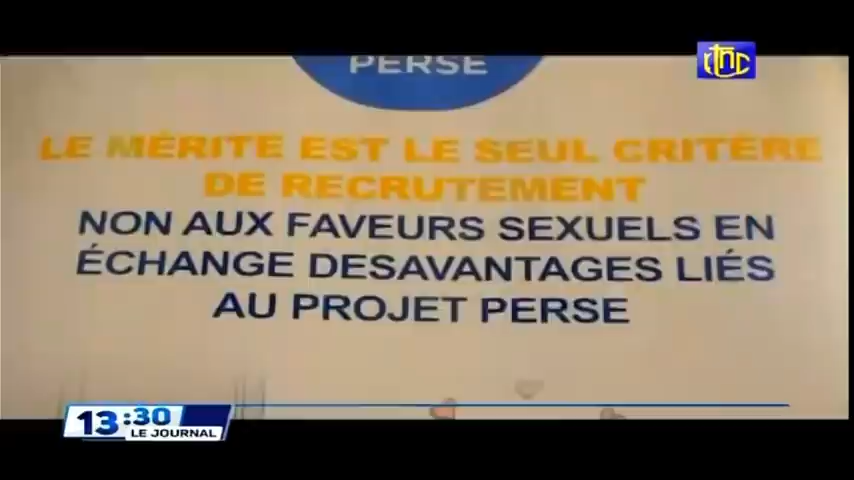 PERSE
rtnc
LE MÉRITE EST LE SEUL CRITÈRE
DE RECRUTEMENT
NON AUX FAVEURS SEXUELS EN
ÉCHANGE DESAVANTAGES LIÉS
AU PROJET PERSE
13:30
LE JOURNAL